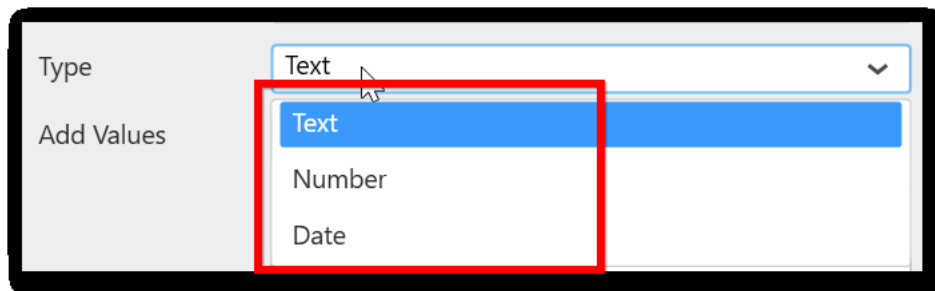 Type
Text
Add Values
Text
Number
Date